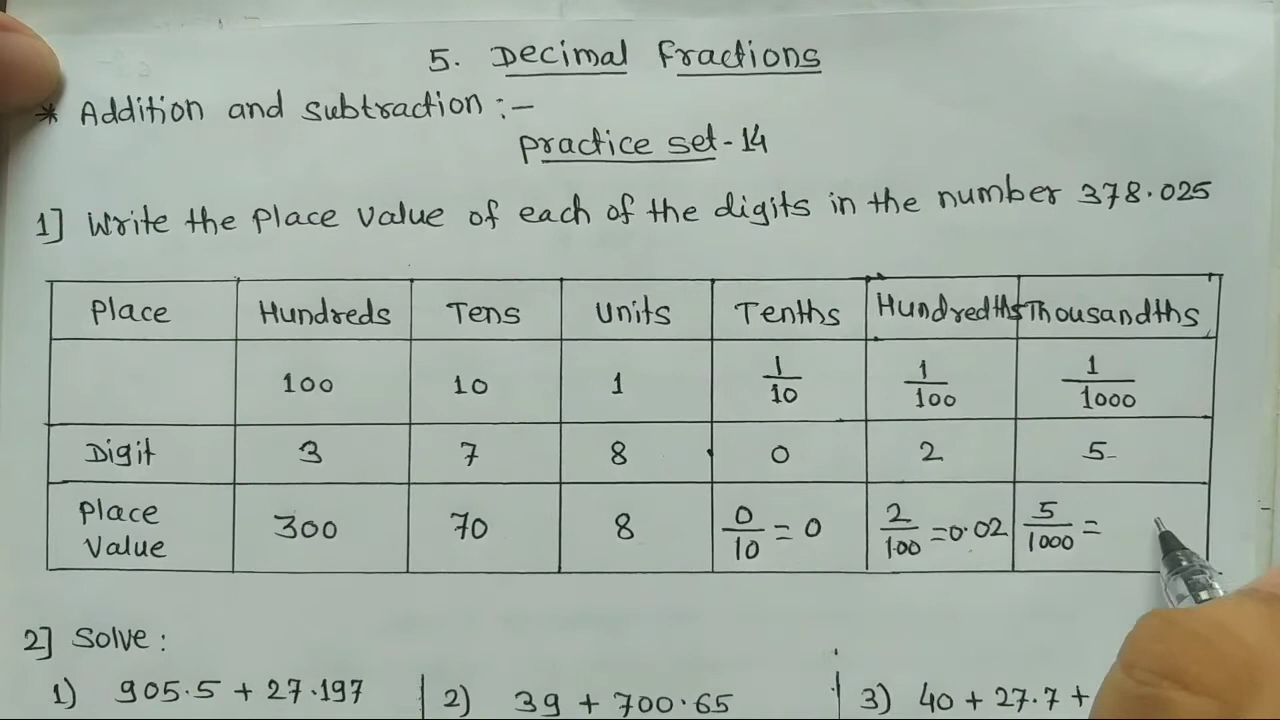 5. Decimal Fractions
* Addition and subtraction :-
Practice set-14
1] Write the place value of each of the digits in the number 378.025
Place Hundreds Tens Units Tenths Hundredths Thousandths
100 10 1 1/10 1/100 1/1000
Digit 3 7 8 0 2 5
Place Value 300 70 8 0/10 = 0 2/100 = 0.02 5/1000 =
2] Solve :
1) 905.5 + 27.197 2) 39 + 700.65 3) 40 + 27.7 +